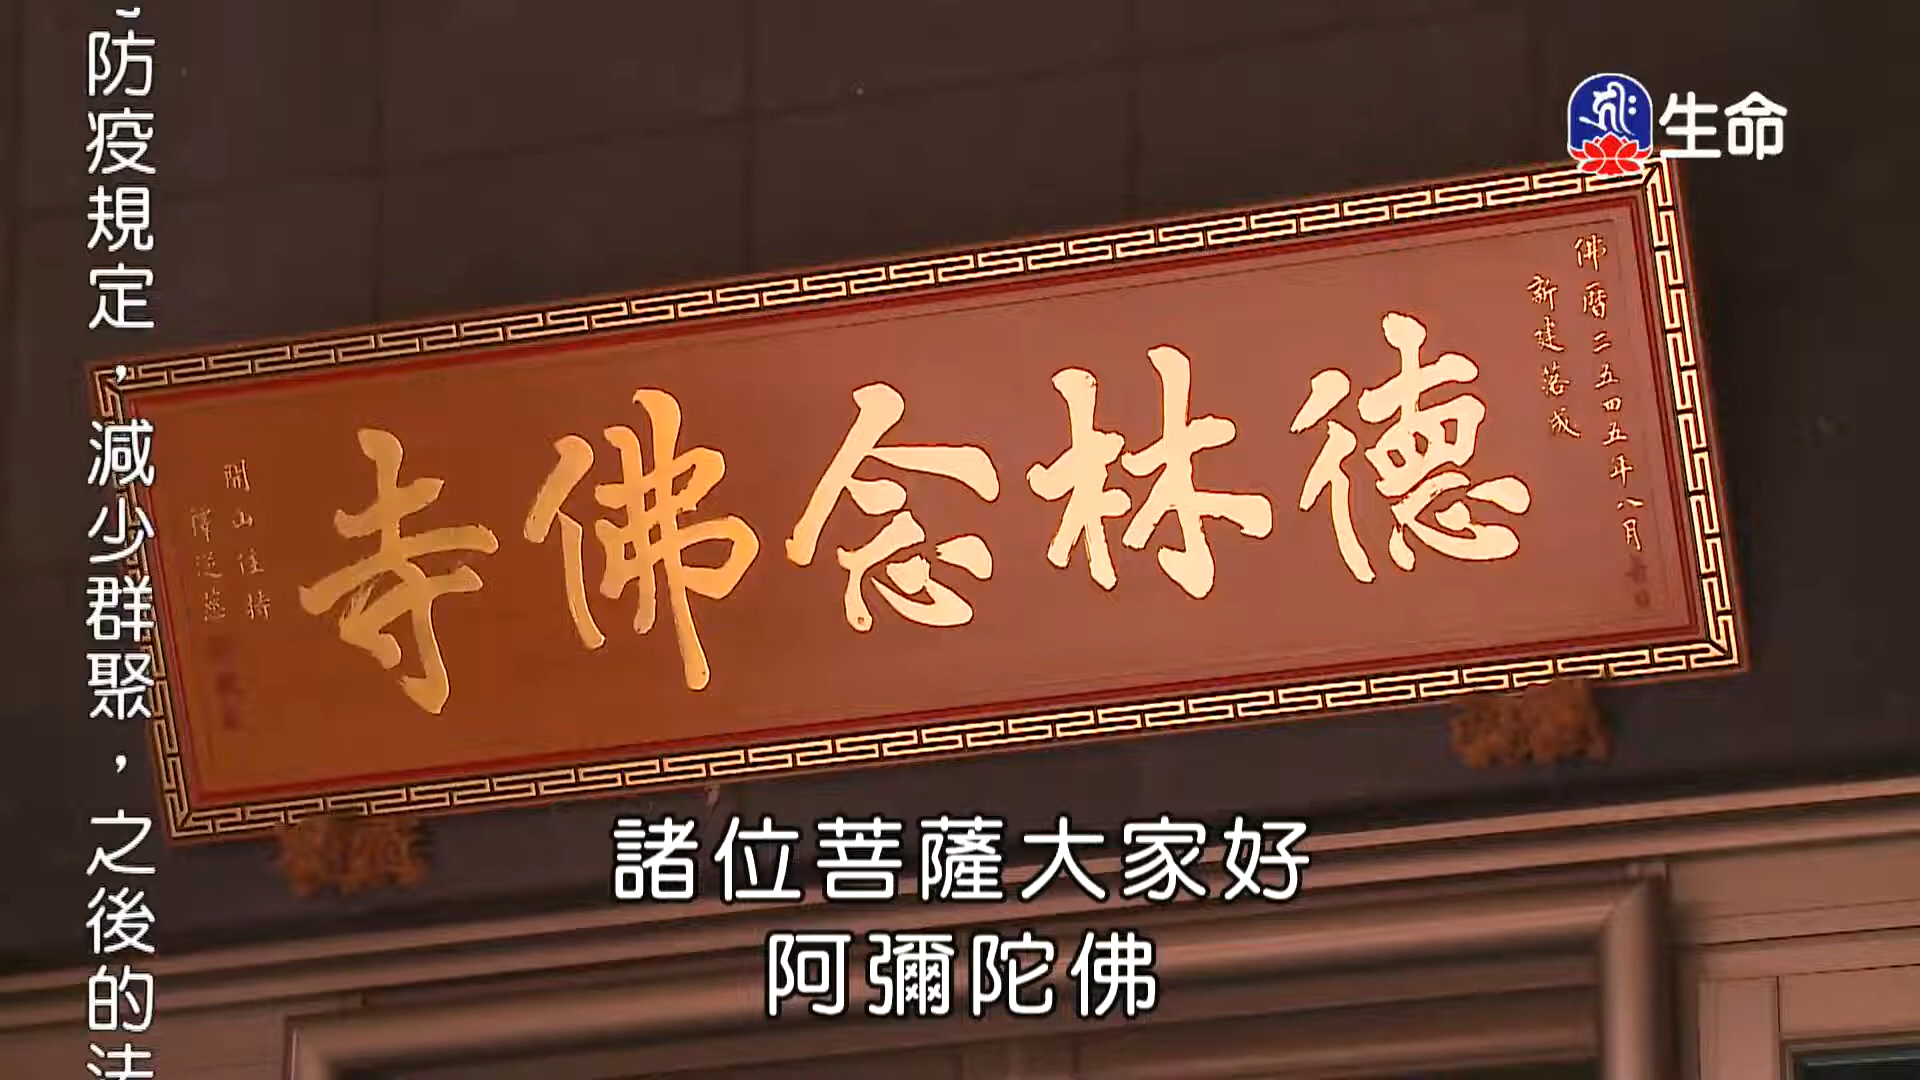 防疫規定,減少群聚,之後的法
生命
佛曆二五四五年八月
新建落成
德林念佛寺
開山住持
諸位菩薩大家好
阿彌陀佛